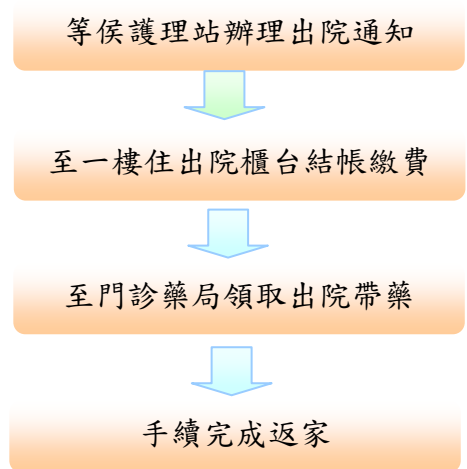 等侯護理站辦理出院通知
至一樓住出院櫃台結帳繳費
至門診藥局領取出院帶藥
手續完成返家